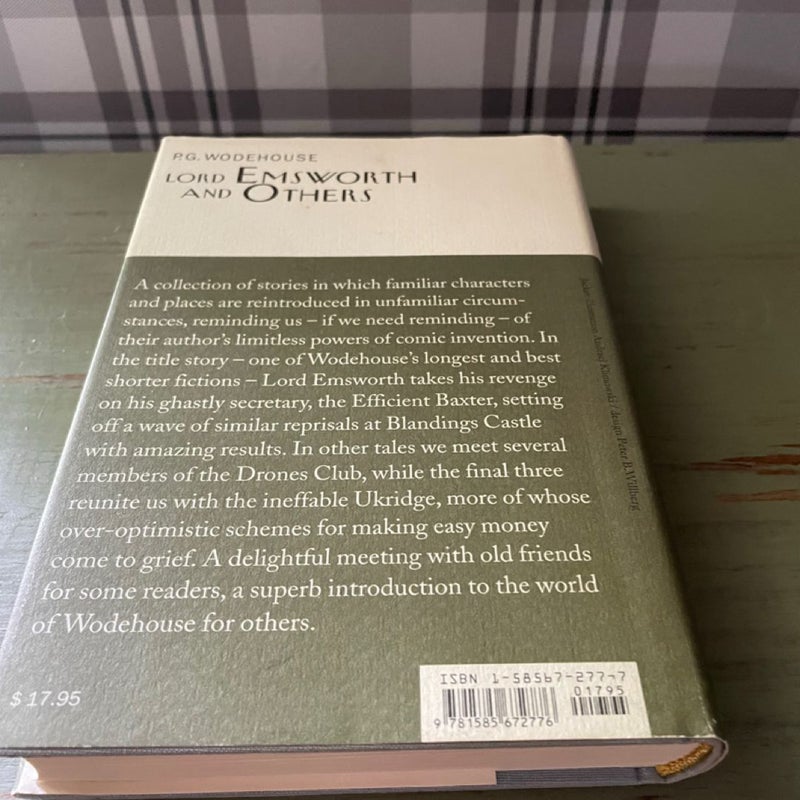 P.G. WODEHOUSE
LORD EMSWORTH
AND OTHERS
A collection of stories in which familiar characters
and places are reintroduced in unfamiliar circum-
stances, reminding us – if we need reminding – of
their author's limitless powers of comic invention. In
the title story – one of Wodehouse's longest and best
shorter fictions – Lord Emsworth takes his revenge
on his ghastly secretary, the Efficient Baxter, setting
off a wave of similar reprisals at Blandings Castle
with amazing results. In other tales we meet several
members of the Drones Club, while the final three
reunite us with the ineffable Ukridge, more of whose
over-optimistic schemes for making easy money
come to grief. A delightful meeting with old friends
for some readers, a superb introduction to the world
of Wodehouse for others.
Andrzej Klimowski / design Peter B. Willberg
$ 17.95
ISBN 1-58567-277-7
01795
9 781585 672776